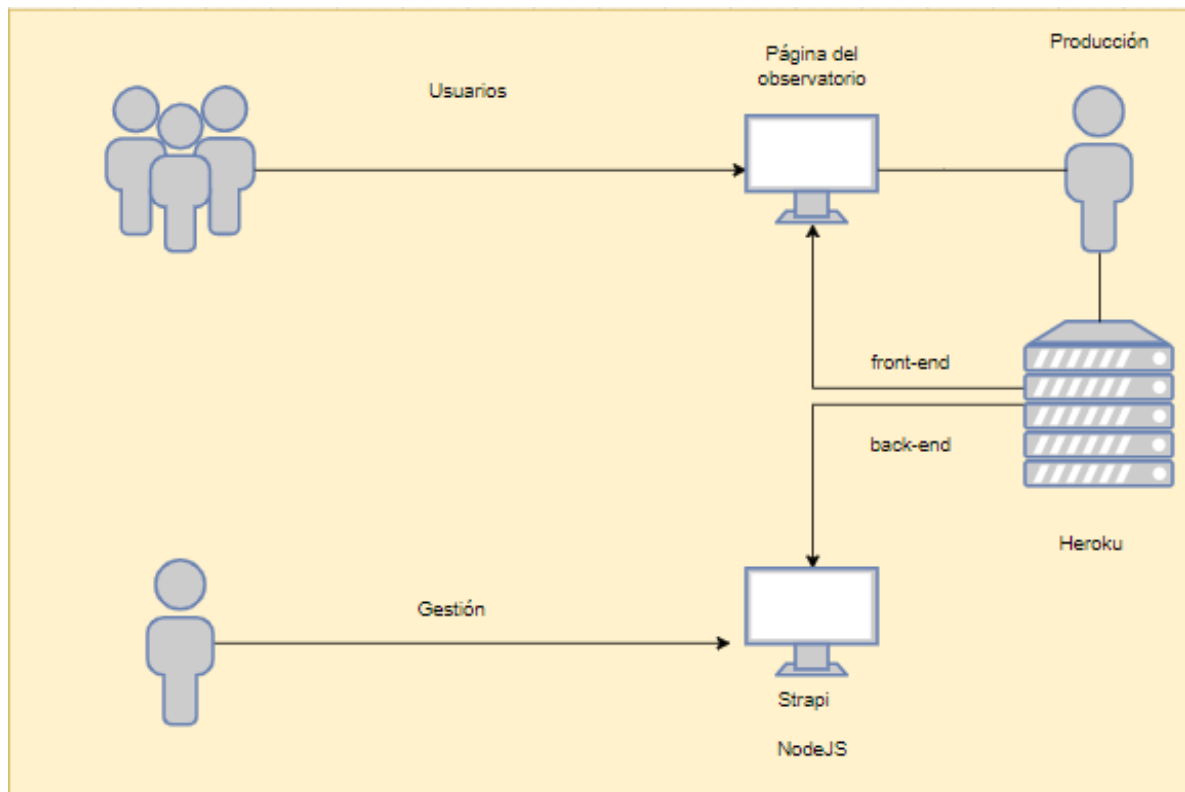 Producción
Página del
observatorio
Usuarios
front-end
back-end
Heroku
Gestión
Strapi
NodeJS